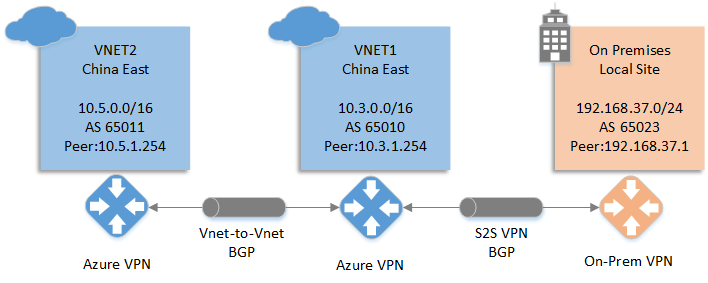 VNET2
China East
10.5.0.0/16
AS 65011
Peer:10.5.1.254
VNET1
China East
10.3.0.0/16
AS 65010
Peer:10.3.1.254
On Premises
Local Site
192.168.37.0/24
AS 65023
Peer:192.168.37.1
Azure VPN
Vnet-to-Vnet
BGP
Azure VPN
S2S VPN
BGP
On-Prem VPN